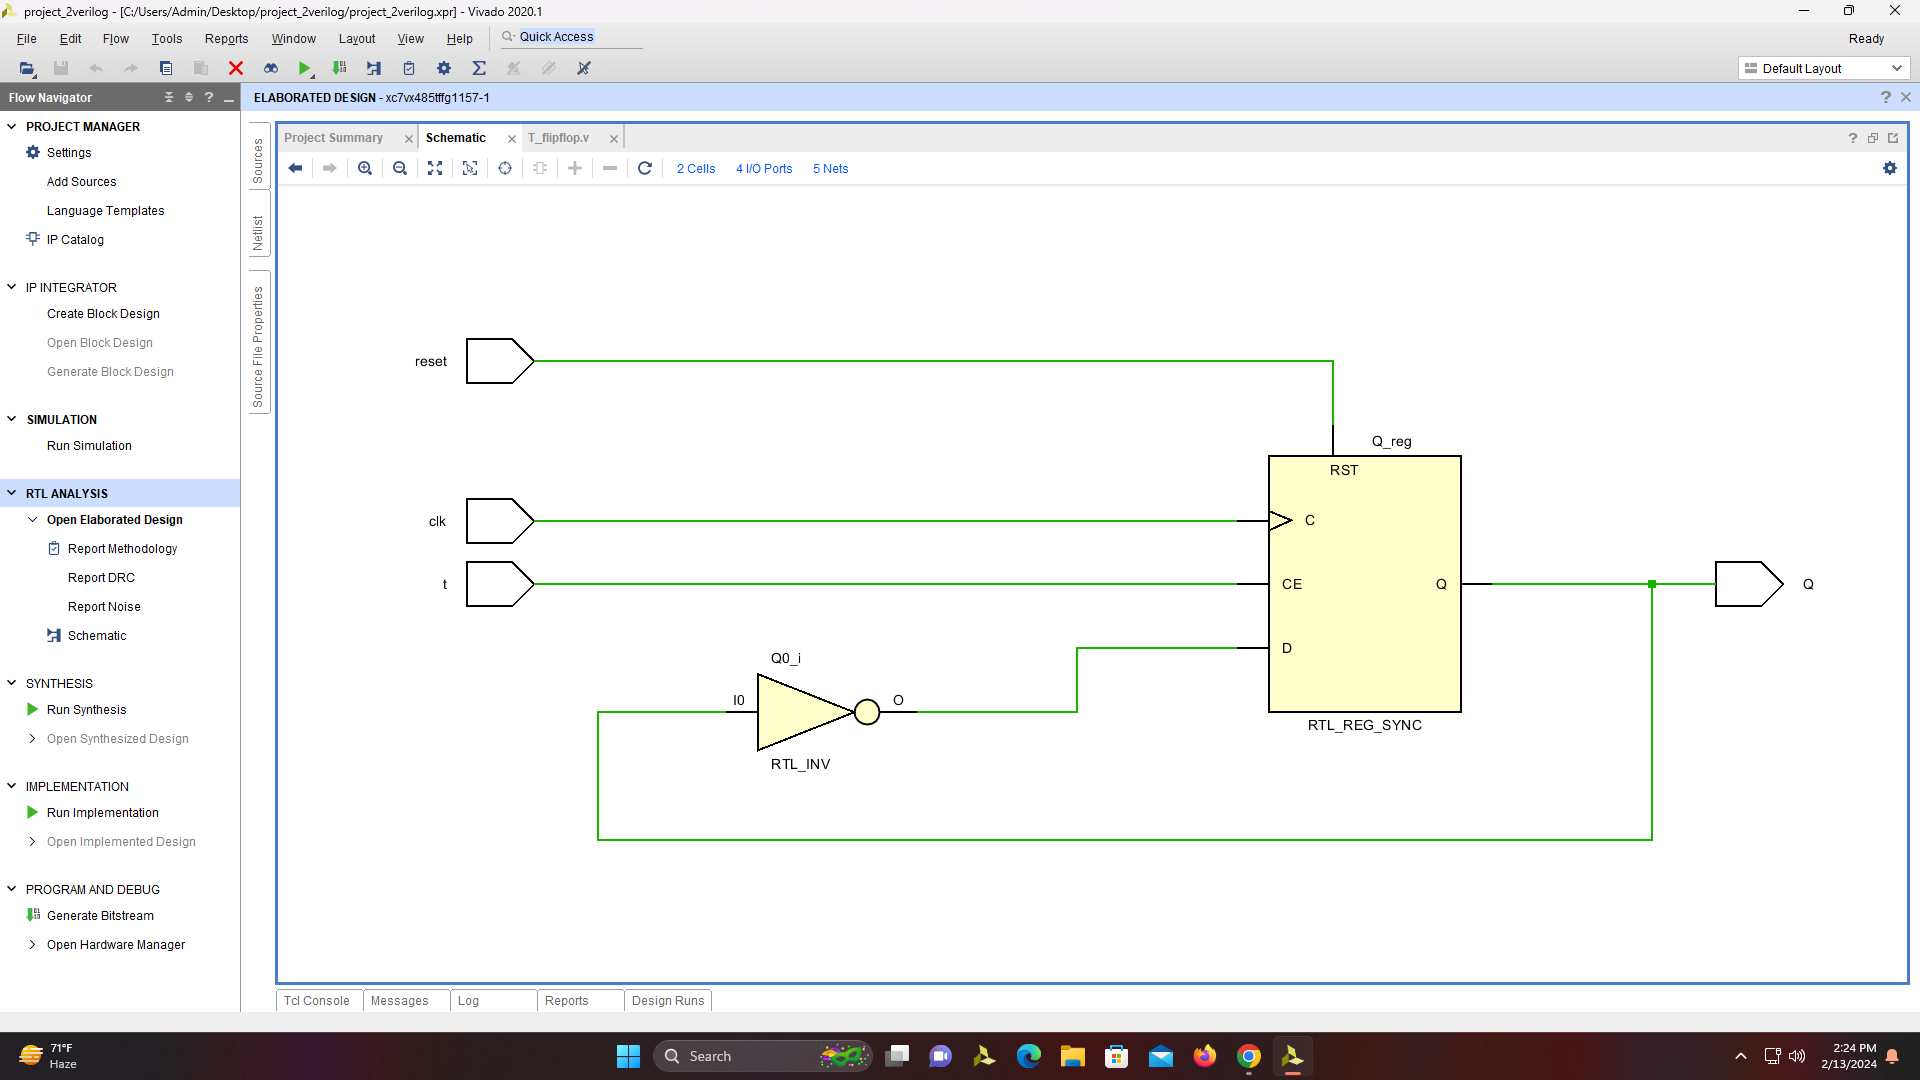 project_2verilog - [C:/Users/Admin/Desktop/project_2verilog/project_2verilog.xpr] - Vivado 2020.1
File Edit Flow Tools Reports Window Layout View Help Quick Access Ready
Default Layout
Flow Navigator
ELABORATED DESIGN - xc7vx485tffg1157-1
PROJECT MANAGER
Settings
Add Sources
Language Templates
IP Catalog
IP INTEGRATOR
Create Block Design
Open Block Design
Generate Block Design
SIMULATION
Run Simulation
RTL ANALYSIS
Open Elaborated Design
Report Methodology
Report DRC
Report Noise
Schematic
SYNTHESIS
Run Synthesis
Open Synthesized Design
IMPLEMENTATION
Run Implementation
Open Implemented Design
PROGRAM AND DEBUG
Generate Bitstream
Open Hardware Manager
Sources
Netlist
Source File Properties
Project Summary Schematic T_flipflop.v
2 Cells 4 I/O Ports 5 Nets
reset
Q_reg
RST
clk
C
t
CE
Q
Q
D
Q0_i
I0
O
RTL_REG_SYNC
RTL_INV
Tcl Console Messages Log Reports Design Runs
71°F
Haze
Search
2:24 PM
2/13/2024